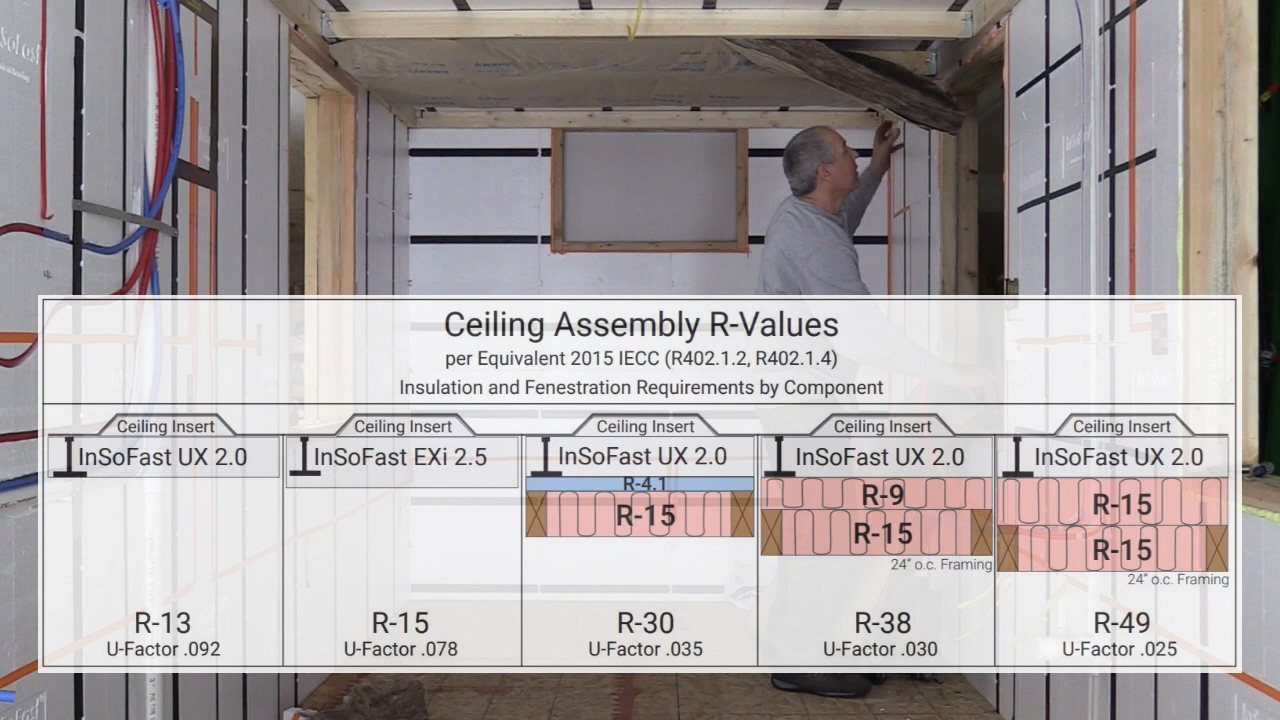 Ceiling Assembly R-Values
per Equivalent 2015 IECC (R402.1.2, R402.1.4)
Insulation and Fenestration Requirements by Component
Ceiling Insert
InSoFast UX 2.0
R-13
U-Factor .092
Ceiling Insert
InSoFast EXi 2.5
R-15
U-Factor .078
Ceiling Insert
InSoFast UX 2.0
R-4.1
R-15
R-30
U-Factor .035
Ceiling Insert
InSoFast UX 2.0
R-9
R-15
24" o.c. Framing
R-38
U-Factor .030
Ceiling Insert
InSoFast UX 2.0
R-15
R-15
24" o.c. Framing
R-49
U-Factor .025